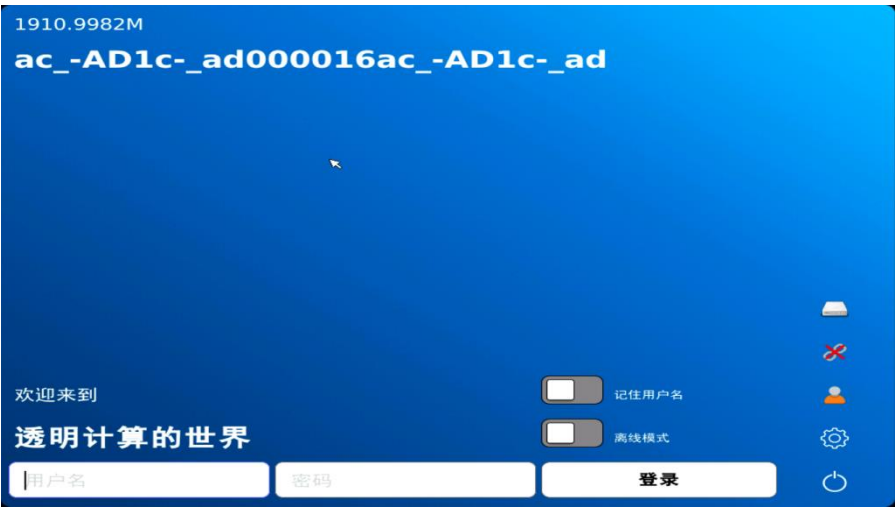 1910.9982M
ac_-AD1c-_ad000016ac_-AD1c-_ad
欢迎来到
记住用户名
透明计算的世界
离线模式
用户名
密码
登录